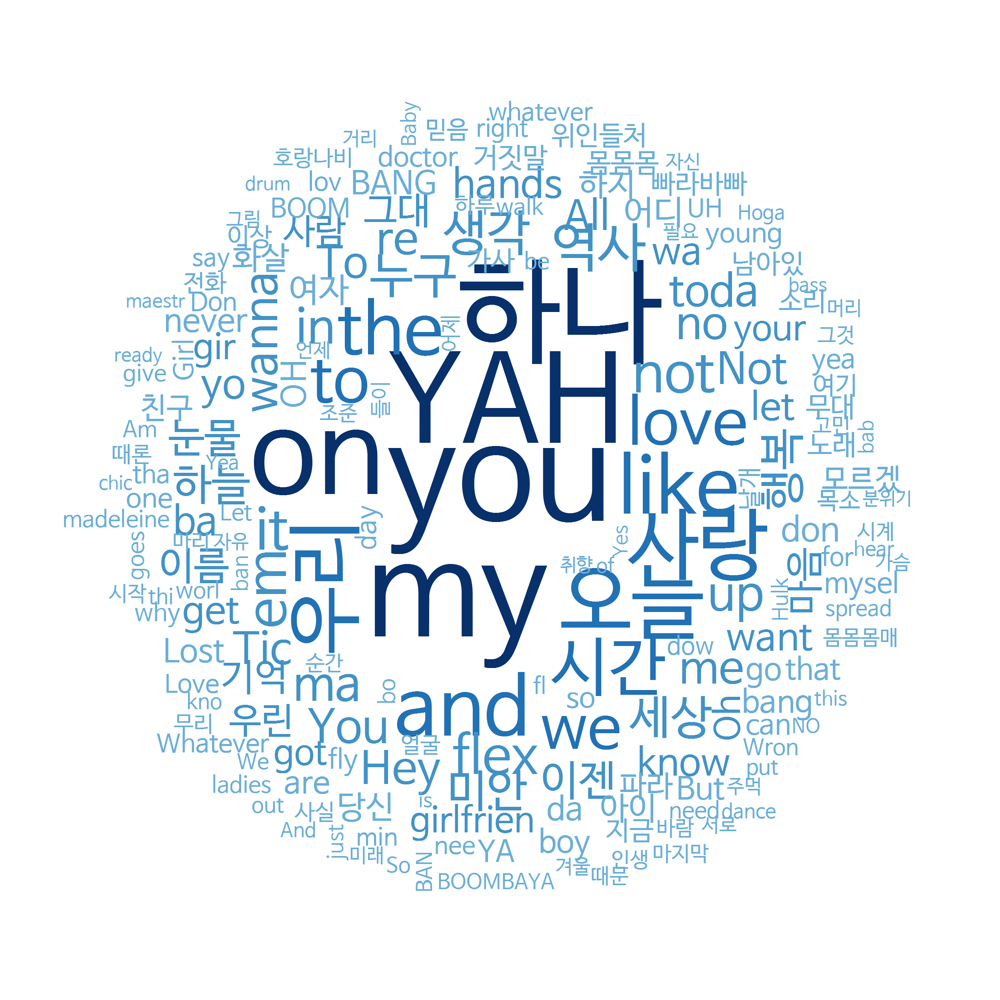 whatever
Baby
믿음
right
위인들처
거리
호랑나비
doctor
거짓말
몸몸몸
자신
drum
lov
BANG
hands
하지
빠라바빠
BOOM
그대
하루
walk
All
어디
UH
Hoga
그림
이상
사람
re
생각
역사
필요
young
say
화살
To
누구
가사
be
wa
남아있
전화
wanna
여자
하나
toda
bass
maestr
Don
소리
머리
never
in
the
어제
no
your
그것
ready
Girl
gir
언제
give
yo
OH
to
들이
YAH
not
Not
yea
여기
친구
조준
love
let
무대
Am
눈물
on
you
고민
bab
때론
Yea
like
노래
chic
tha
하늘
날개
모르겠
one
목소
분위기
madeleine
ba
Let
it
day
사랑
don
시계
goes
마리
자유
em
Yes
for
hear
이름
ban
아님
my
취향
of
오늘
up
Hulk
몸
가슴
시작
thi
worl
mysel
why
get
spread
Lost
Tic
순간
시간
dow
want
몸몸몸매
Love
기억
ma
bo
and
fl
so
me
go
that
kno
세상
oh
bang
this
무리
우린
You
we
can
NO
Whatever
got
fly
Hey
얼굴
flex
know
Wron
We
미안
이젠
put
ladies
are
파라
But
주먹
out
사실
당신
is
girlfrien
da
아이
need
dance
And
just
min
지금
바람
서로
미래
nee
YA
boy
So
BAN
인생
마지막
겨울
BOOMBAYA
때문